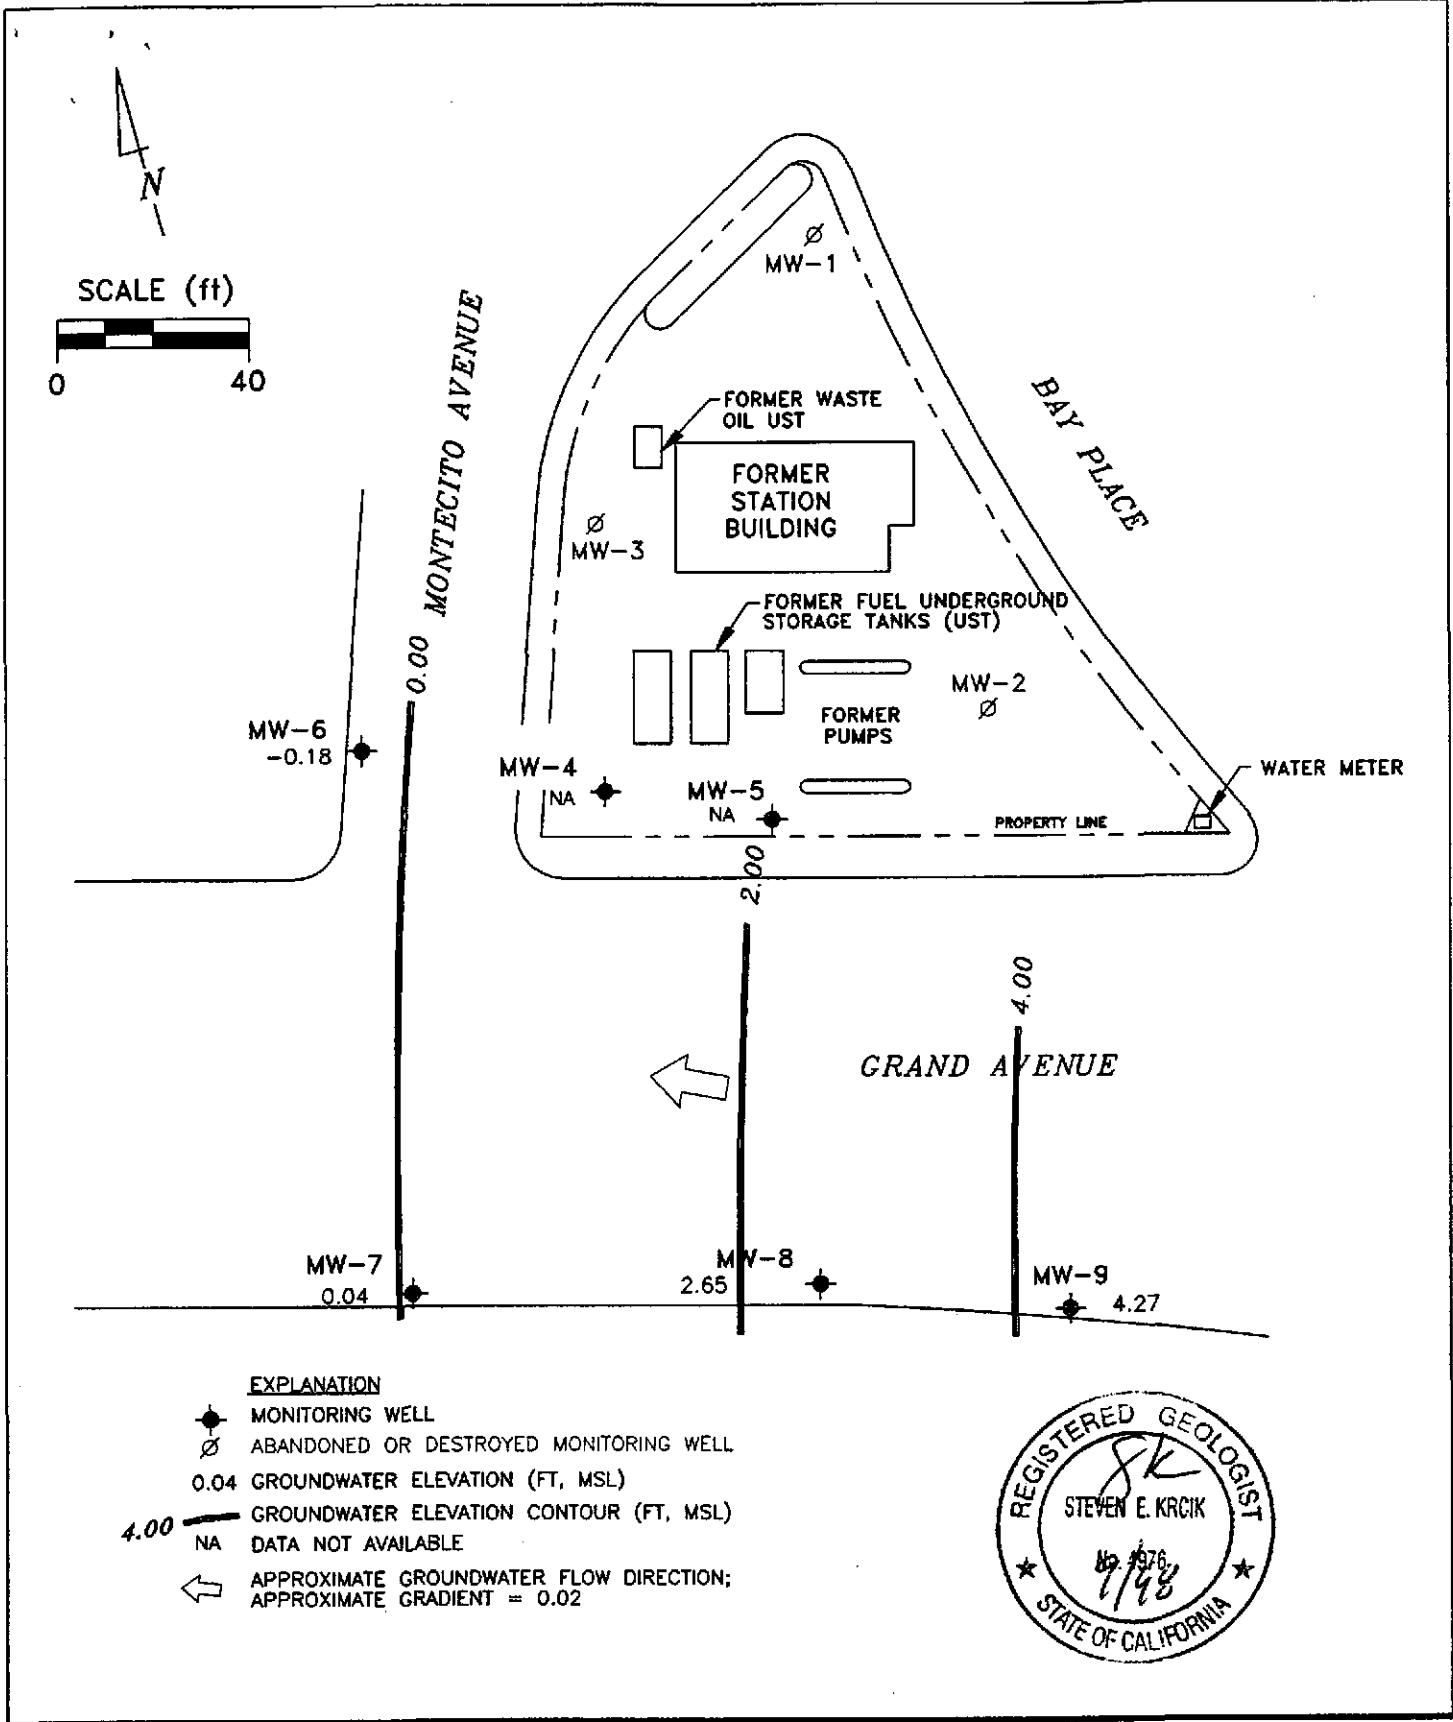 N
SCALE (ft)
0 40
MONTECITO AVENUE
BAY PLACE
MW-1
FORMER WASTE
OIL UST
FORMER
STATION
BUILDING
MW-3
FORMER FUEL UNDERGROUND
STORAGE TANKS (UST)
0.00
MW-2
FORMER
PUMPS
MW-6
-0.18
MW-4
NA
MW-5
NA
WATER METER
PROPERTY LINE
2.00
4.00
GRAND AVENUE
MW-7
0.04
MW-8
2.65
MW-9
4.27
EXPLANATION
MONITORING WELL
ABANDONED OR DESTROYED MONITORING WELL
0.04 GROUNDWATER ELEVATION (FT, MSL)
4.00 GROUNDWATER ELEVATION CONTOUR (FT, MSL)
NA DATA NOT AVAILABLE
APPROXIMATE GROUNDWATER FLOW DIRECTION;
APPROXIMATE GRADIENT = 0.02
REGISTERED GEOLOGIST
SK
STEVEN E. KRCIK
No. 4976
STATE OF CALIFORNIA